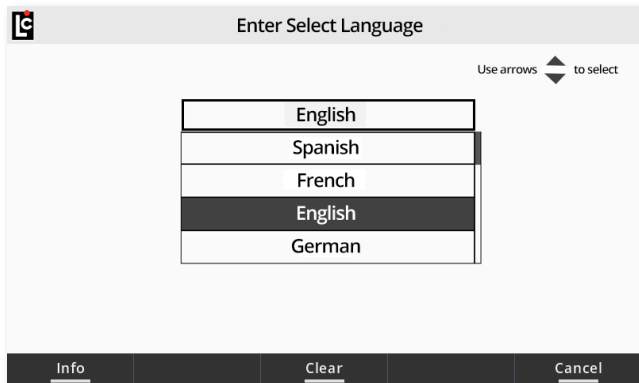 LC
Enter Select Language
Use arrows to select
English
Spanish
French
English
German
Info Clear Cancel